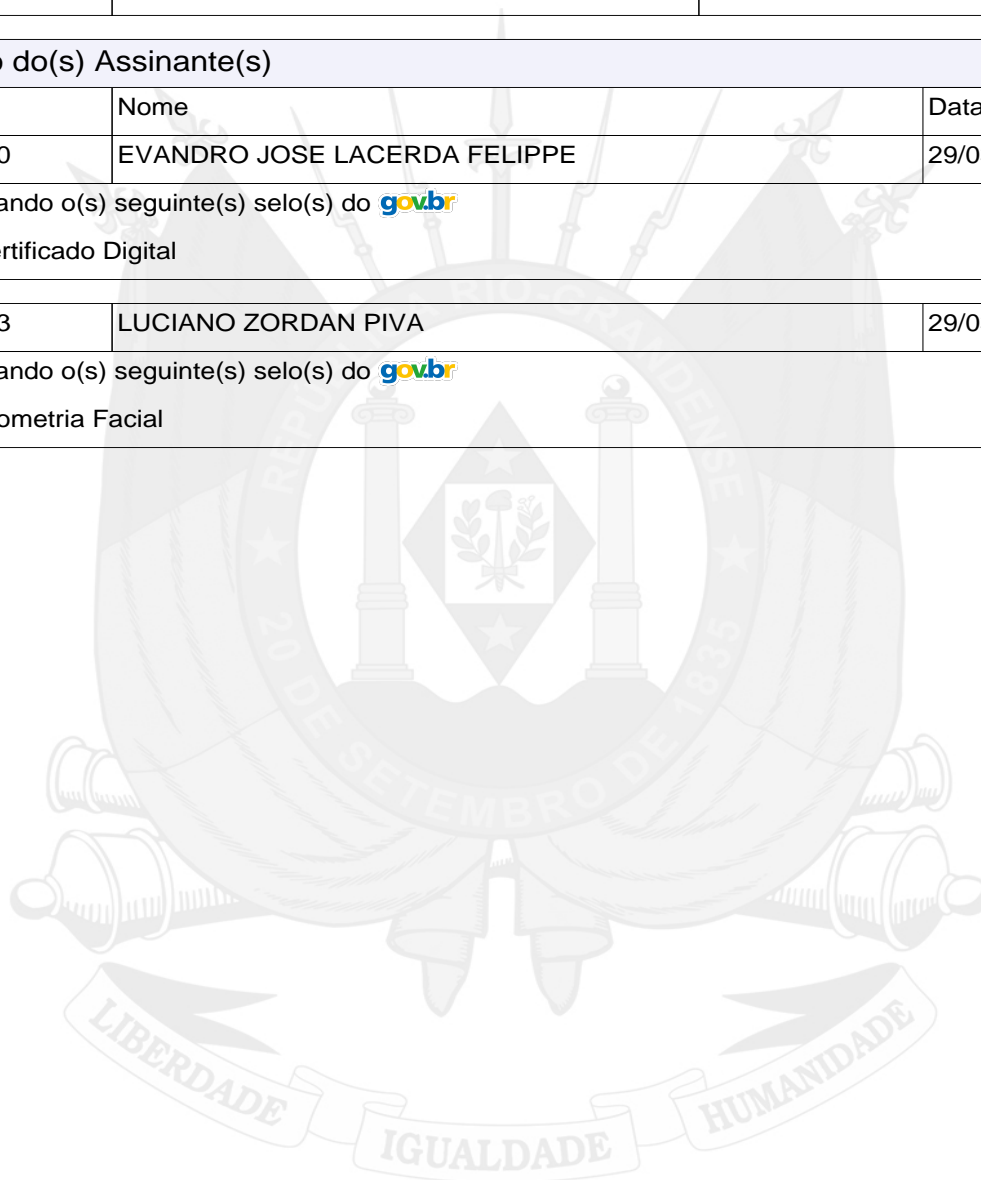 o do(s) Assinante(s)
Nome Data
0 EVANDRO JOSE LACERDA FELIPPE 29/0
ando o(s) seguinte(s) selo(s) do gov.br
ertificado Digital
3 LUCIANO ZORDAN PIVA 29/0
ando o(s) seguinte(s) selo(s) do gov.br
ometria Facial
REPUBLICA RIO-GRANDENSE
20 DE SETEMBRO DE 1835
LIBERDADE IGUALDADE HUMANIDADE